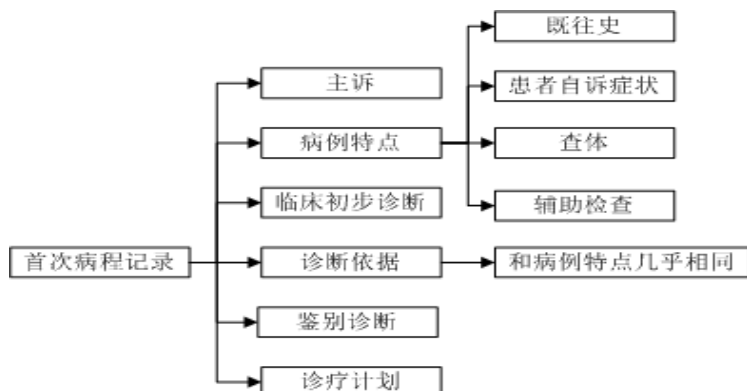 既往史
主诉
患者自诉症状
病例特点
查体
临床初步诊断
辅助检查
首次病程记录
诊断依据
和病例特点几乎相同
鉴别诊断
诊疗计划